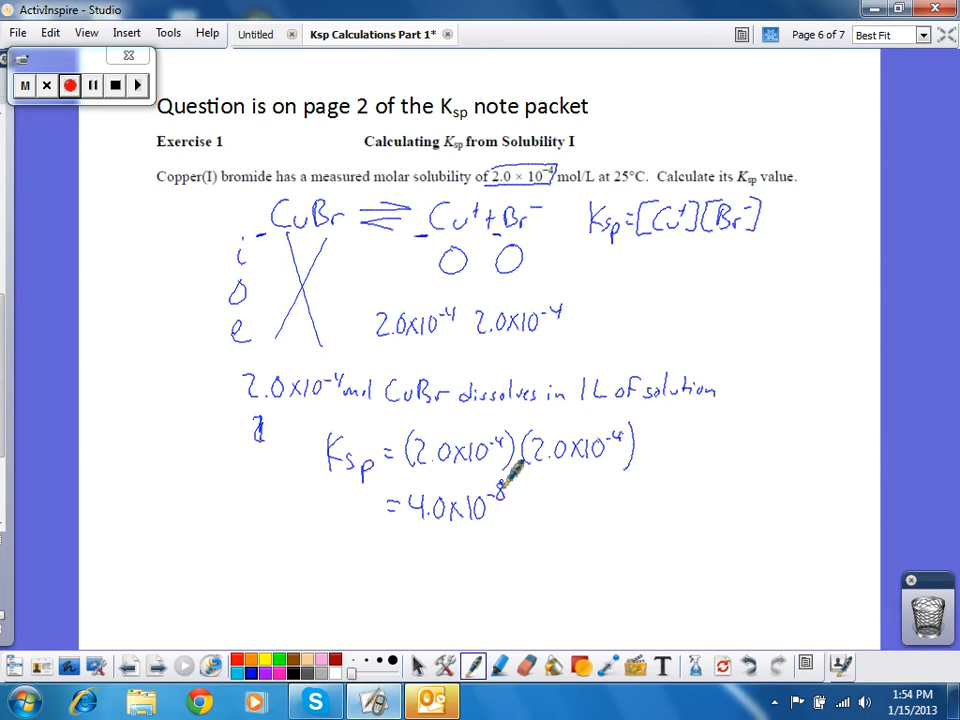 ActivInspire - Studio
File Edit View Insert Tools Help Untitled Ksp Calculations Part 1* Page 6 of 7 Best Fit
M
Question is on page 2 of the Ksp note packet
Exercise 1 Calculating Ksp from Solubility I
Copper(I) bromide has a measured molar solubility of 2.0 × 10⁻⁴ mol/L at 25°C. Calculate its Ksp value.
CuBr ⇌ Cu⁺ + Br⁻ Ksp = [Cu⁺][Br⁻]
i 0 0
e 2.0x10⁻⁴ 2.0x10⁻⁴
2.0x10⁻⁴ mol CuBr dissolves in 1L of solution
Ksp = (2.0x10⁻⁴)(2.0x10⁻⁴)
= 4.0x10⁻⁸
1:54 PM
1/15/2013